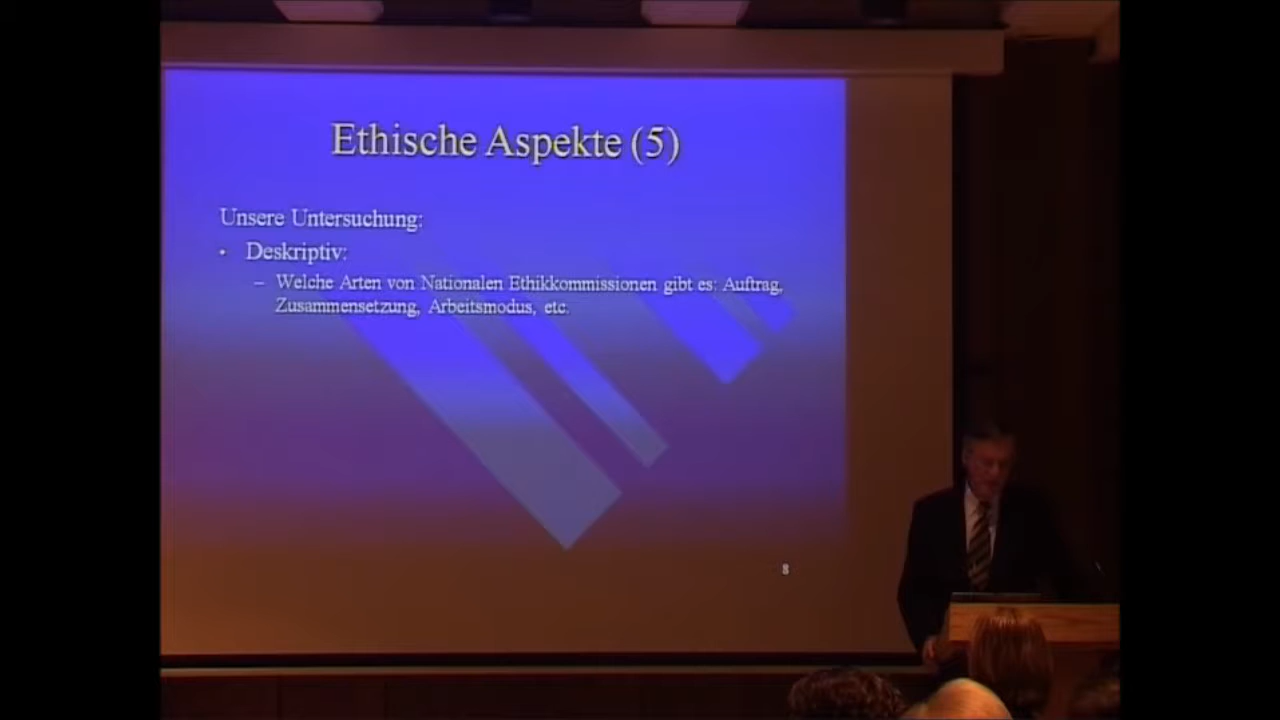 Ethische Aspekte (5)
Unsere Untersuchung:
• Deskriptiv:
– Welche Arten von Nationalen Ethikkommissionen gibt es: Auftrag,
Zusammensetzung, Arbeitsmodus, etc.
8